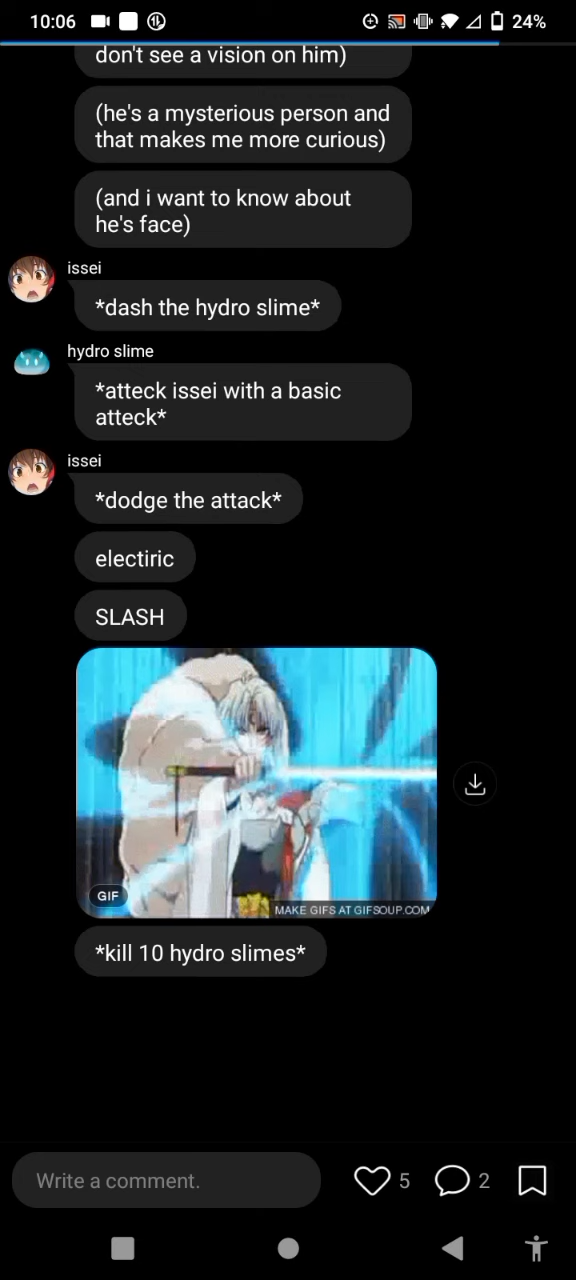 10:06
24%
don't see a vision on him)
(he's a mysterious person and
that makes me more curious)
(and i want to know about
he's face)
issei
*dash the hydro slime*
hydro slime
*atteck issei with a basic
atteck*
issei
*dodge the attack*
electiric
SLASH
GIF
MAKE GIFS AT GIFSOUP.COM
*kill 10 hydro slimes*
Write a comment.
5
2